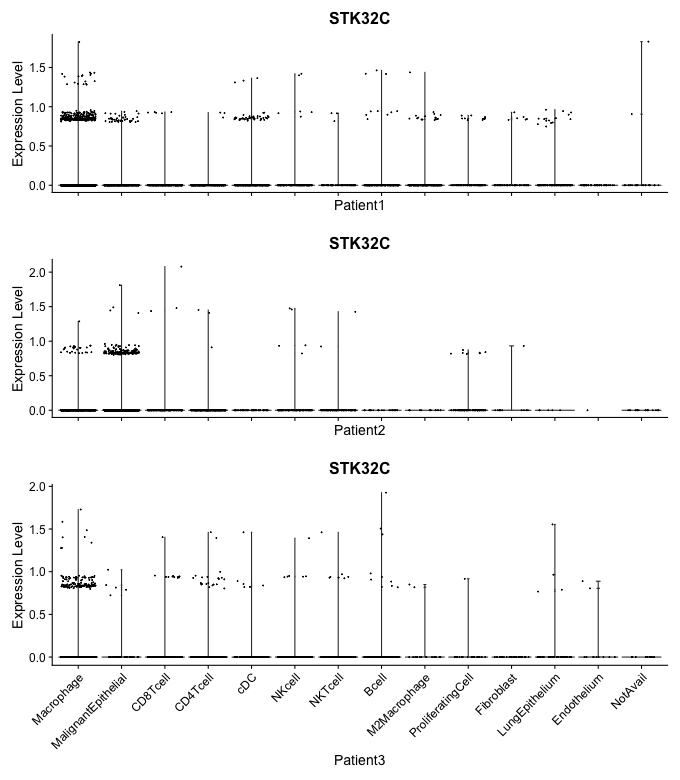 STK32C
Expression Level
1.5
1.0
0.5
0.0
Patient1
STK32C
Expression Level
2.0
1.5
1.0
0.5
0.0
Patient2
STK32C
Expression Level
2.0
1.5
1.0
0.5
0.0
Macrophage
MalignantEpithelial
CD8Tcell
CD4Tcell
cDC
NKcell
NKTcell
Bcell
M2Macrophage
ProliferatingCell
Fibroblast
LungEpithelium
Endothelium
NotAvail
Patient3